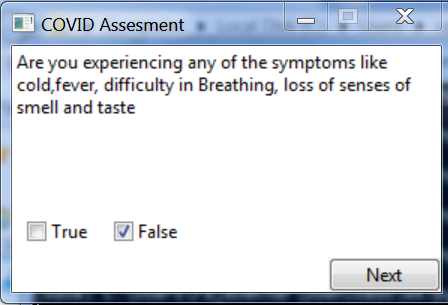 COVID Assesment
Are you experiencing any of the symptoms like
cold,fever, difficulty in Breathing, loss of senses of
smell and taste
True False
Next